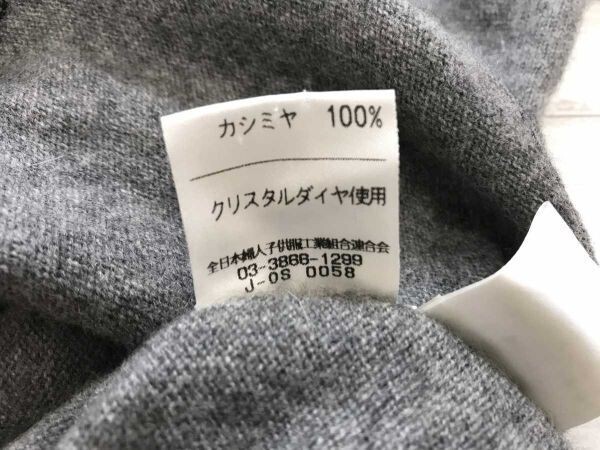 カシミヤ 100%
クリスタルダイヤ使用
全日本婦人子供服工業組合連合会
03-3866-1299
J-OS 0058